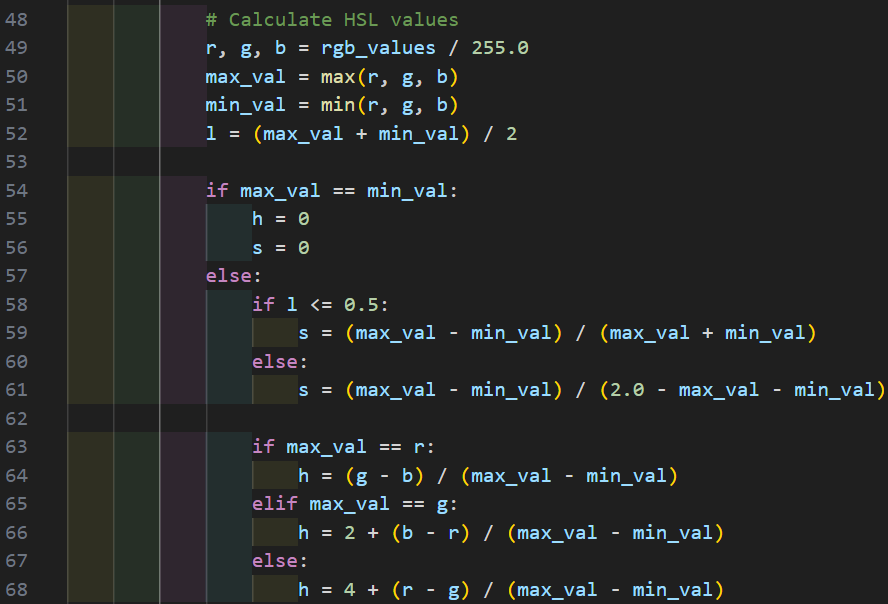 48 # Calculate HSL values
49 r, g, b = rgb_values / 255.0
50 max_val = max(r, g, b)
51 min_val = min(r, g, b)
52 l = (max_val + min_val) / 2
53
54 if max_val == min_val:
55     h = 0
56     s = 0
57 else:
58     if l <= 0.5:
59         s = (max_val - min_val) / (max_val + min_val)
60     else:
61         s = (max_val - min_val) / (2.0 - max_val - min_val)
62
63     if max_val == r:
64         h = (g - b) / (max_val - min_val)
65     elif max_val == g:
66         h = 2 + (b - r) / (max_val - min_val)
67     else:
68         h = 4 + (r - g) / (max_val - min_val)